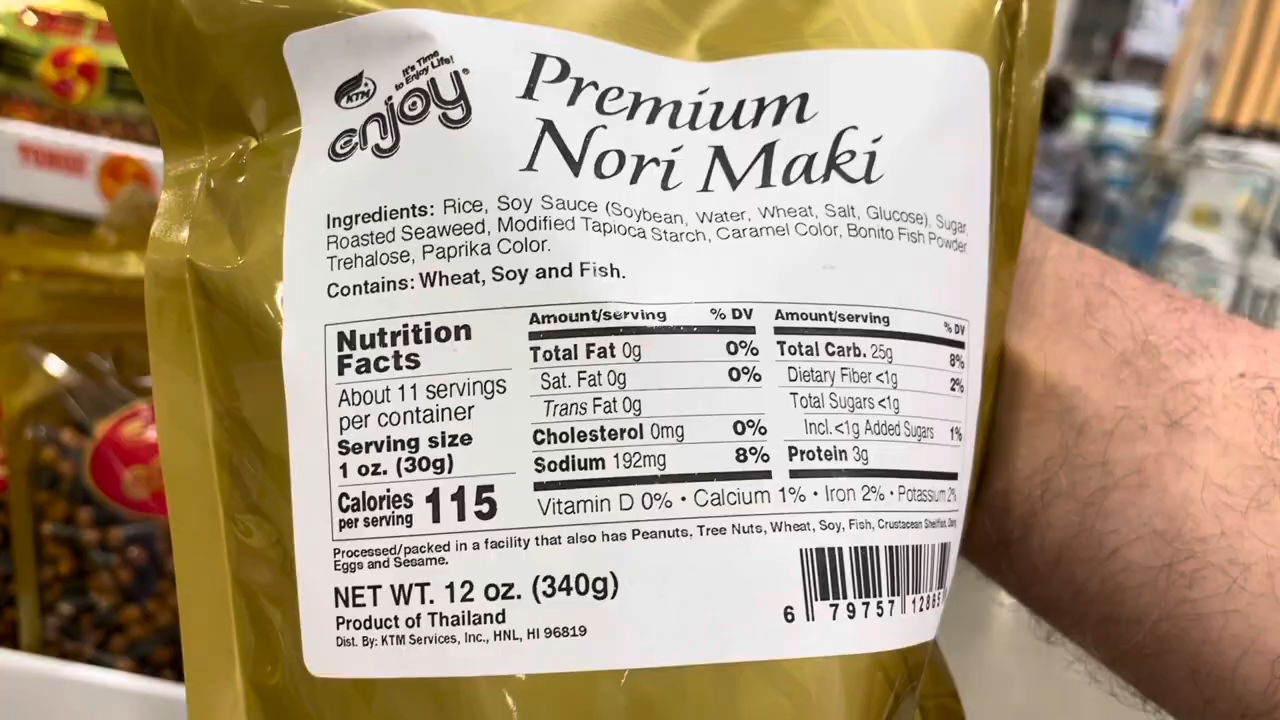 It's Time
to Enjoy Life!
KTM
enjoy
Premium
Nori Maki
Ingredients: Rice, Soy Sauce (Soybean, Water, Wheat, Salt, Glucose), Sugar,
Roasted Seaweed, Modified Tapioca Starch, Caramel Color, Bonito Fish Powder,
Trehalose, Paprika Color.
Contains: Wheat, Soy and Fish.
Nutrition
Facts
About 11 servings
per container
Serving size
1 oz. (30g)
Calories
per serving 115
Amount/serving % DV
Total Fat 0g 0%
Sat. Fat 0g 0%
Trans Fat 0g
Cholesterol 0mg 0%
Sodium 192mg 8%
Amount/serving % DV
Total Carb. 25g 8%
Dietary Fiber <1g 2%
Total Sugars <1g
Incl.<1g Added Sugars 1%
Protein 3g
Vitamin D 0% • Calcium 1% • Iron 2% • Potassium 2%
Processed/packed in a facility that also has Peanuts, Tree Nuts, Wheat, Soy, Fish, Crustacean Shellfish, Dairy
Eggs and Sesame.
NET WT. 12 oz. (340g)
Product of Thailand
Dist. By: KTM Services, Inc., HNL, HI 96819
6 79757